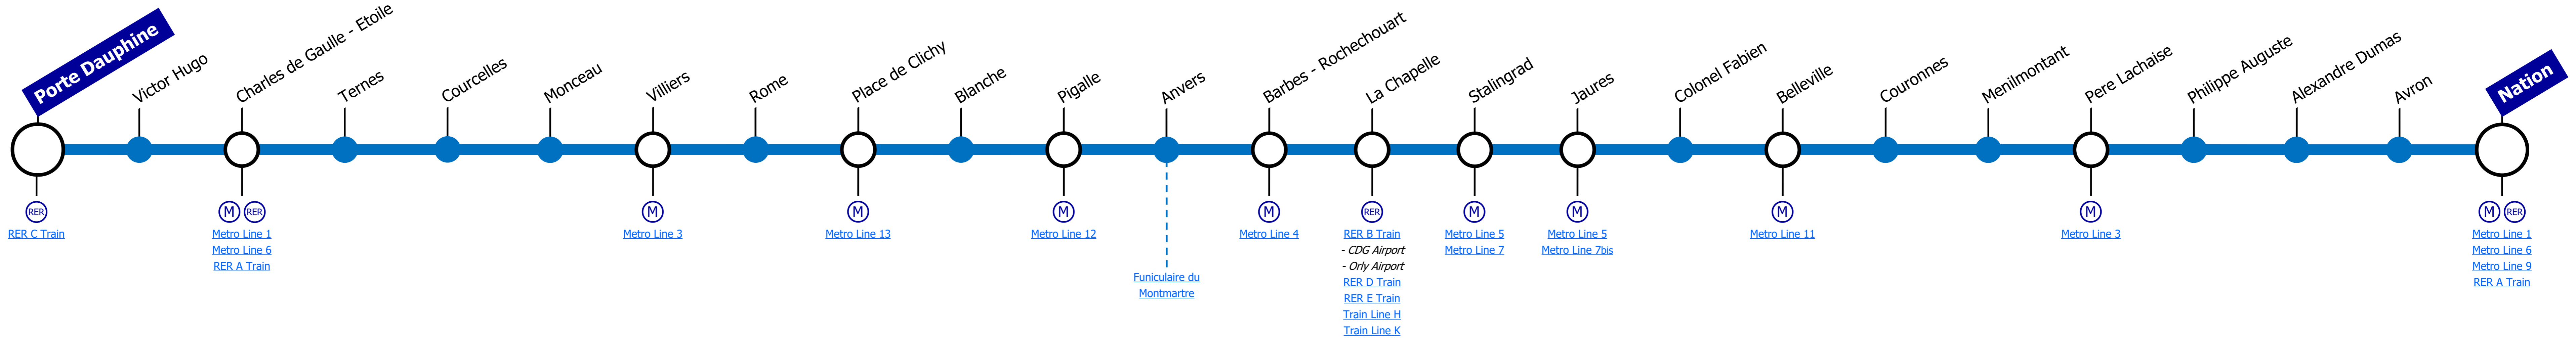 Porte Dauphine
Victor Hugo
Charles de Gaulle - Etoile
Ternes
Courcelles
Monceau
Villiers
Rome
Place de Clichy
Blanche
Pigalle
Anvers
Barbes - Rochechouart
La Chapelle
Stalingrad
Jaures
Colonel Fabien
Belleville
Couronnes
Menilmontant
Pere Lachaise
Philippe Auguste
Alexandre Dumas
Avron
Nation
RER
RER C Train
M RER
Metro Line 1
Metro Line 6
RER A Train
M
Metro Line 3
M
Metro Line 13
M
Metro Line 12
Funiculaire du
Montmartre
M
Metro Line 4
RER
RER B Train
- CDG Airport
- Orly Airport
RER D Train
RER E Train
Train Line H
Train Line K
M
Metro Line 5
Metro Line 7
M
Metro Line 5
Metro Line 7bis
M
Metro Line 11
M
Metro Line 3
M RER
Metro Line 1
Metro Line 6
Metro Line 9
RER A Train